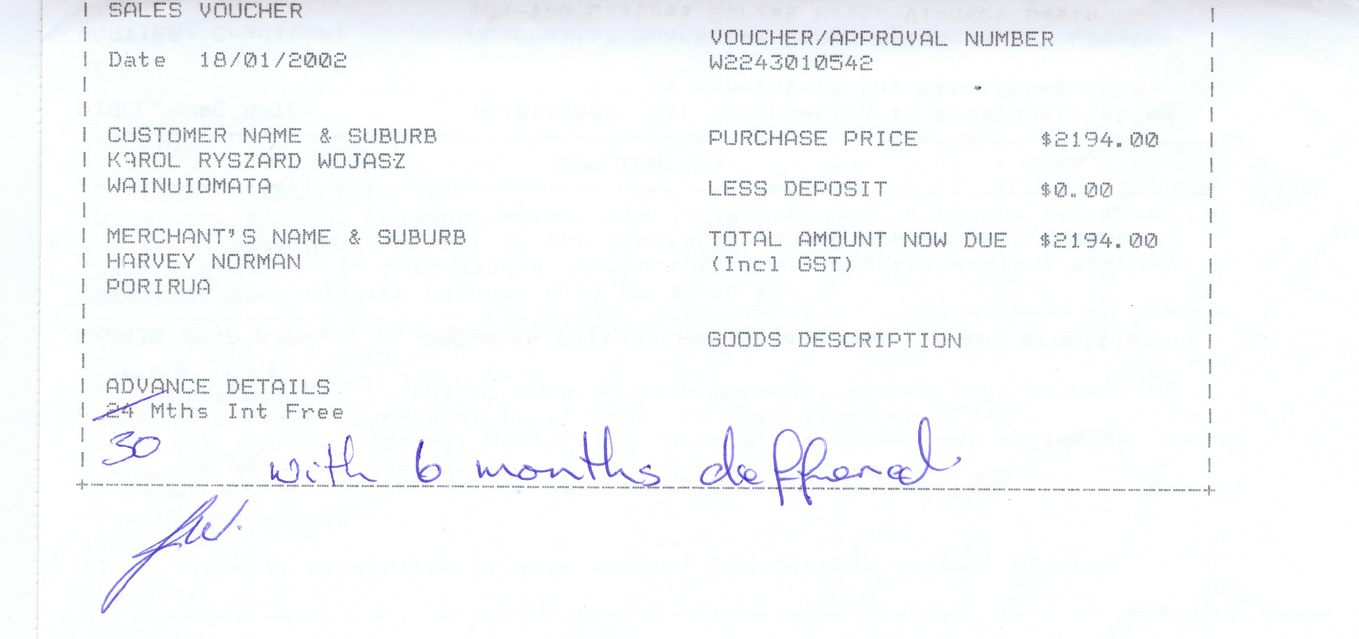 SALES VOUCHER
VOUCHER/APPROVAL NUMBER
Date 18/01/2002
W2243010542
CUSTOMER NAME & SUBURB
PURCHASE PRICE $2194.00
KAROL RYSZARD WOJASZ
WAINUIOMATA
LESS DEPOSIT $0.00
MERCHANT'S NAME & SUBURB
TOTAL AMOUNT NOW DUE $2194.00
HARVEY NORMAN
(Incl GST)
PORIRUA
GOODS DESCRIPTION
ADVANCE DETAILS
24 Mths Int Free
30
with 6 months deffered